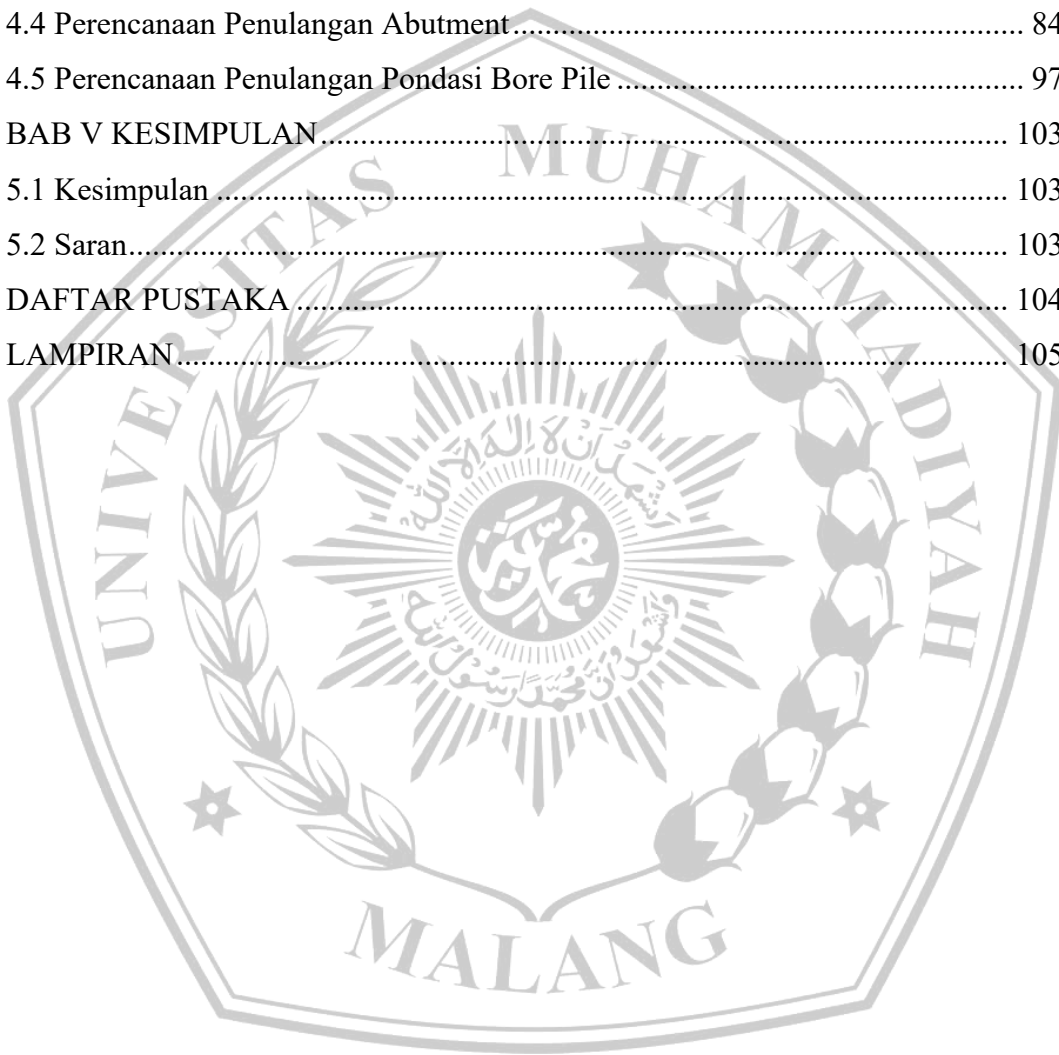 4.4 Perencanaan Penulangan Abutment.................................................................... 84
4.5 Perencanaan Penulangan Pondasi Bore Pile ...................................................... 97
BAB V KESIMPULAN............................................................................................ 103
5.1 Kesimpulan ......................................................................................................... 103
5.2 Saran.................................................................................................................... 103
DAFTAR PUSTAKA .............................................................................................. 104
LAMPIRAN.............................................................................................................. 105
UNIVERSITAS MUHAMMADIYAH
MALANG